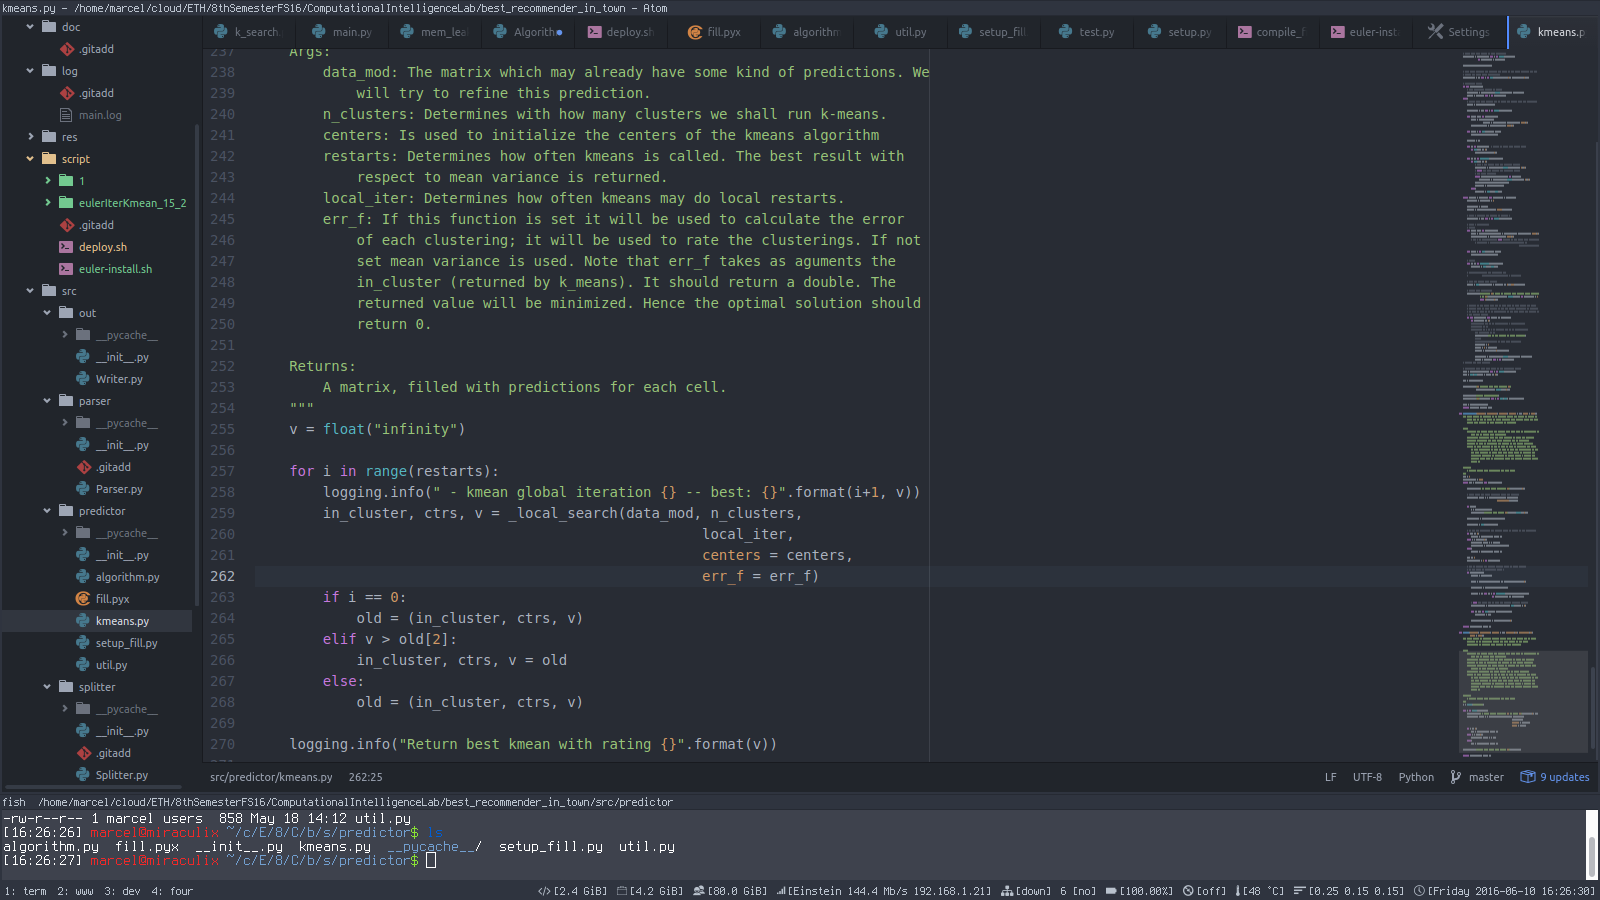 kmeans.py – /home/marcel/cloud/ETH/8thSemesterFS16/ComputationalIntelligenceLab/best_recommender_in_town – Atom
k_search. main.py mem_leal Algorith deploy.sh fill.pyx algorithm util.py setup_fill test.py setup.py compile_f euler-inst Settings kmeans.p
doc
.gitadd
log
.gitadd
main.log
res
script
1
eulerIterKmean_15_2
.gitadd
deploy.sh
euler-install.sh
src
out
__pycache__
__init__.py
Writer.py
parser
__pycache__
__init__.py
.gitadd
Parser.py
predictor
__pycache__
__init__.py
algorithm.py
fill.pyx
kmeans.py
setup_fill.py
util.py
splitter
__pycache__
__init__.py
.gitadd
Splitter.py
237 Args:
238 data_mod: The matrix which may already have some kind of predictions. We
239 will try to refine this prediction.
240 n_clusters: Determines with how many clusters we shall run k-means.
241 centers: Is used to initialize the centers of the kmeans algorithm
242 restarts: Determines how often kmeans is called. The best result with
243 respect to mean variance is returned.
244 local_iter: Determines how often kmeans may do local restarts.
245 err_f: If this function is set it will be used to calculate the error
246 of each clustering; it will be used to rate the clusterings. If not
247 set mean variance is used. Note that err_f takes as aguments the
248 in_cluster (returned by k_means). It should return a double. The
249 returned value will be minimized. Hence the optimal solution should
250 return 0.
251
252 Returns:
253 A matrix, filled with predictions for each cell.
254 """
255 v = float("infinity")
256
257 for i in range(restarts):
258 logging.info(" - kmean global iteration {} -- best: {}".format(i+1, v))
259 in_cluster, ctrs, v = _local_search(data_mod, n_clusters,
260 local_iter,
261 centers = centers,
262 err_f = err_f)
263 if i == 0:
264 old = (in_cluster, ctrs, v)
265 elif v > old[2]:
266 in_cluster, ctrs, v = old
267 else:
268 old = (in_cluster, ctrs, v)
269
270 logging.info("Return best kmean with rating {}".format(v))
src/predictor/kmeans.py 262:25 LF UTF-8 Python master 9 updates
fish /home/marcel/cloud/ETH/8thSemesterFS16/ComputationalIntelligenceLab/best_recommender_in_town/src/predictor
-rw-r--r-- 1 marcel users 858 May 18 14:12 util.py
[16:26:26] marcel@miraculix ~/c/E/8/C/b/s/predictor$ ls
algorithm.py fill.pyx __init__.py kmeans.py __pycache__/ setup_fill.py util.py
[16:26:27] marcel@miraculix ~/c/E/8/C/b/s/predictor$
1: term 2: www 3: dev 4: four [2.4 GiB] [4.2 GiB] [80.0 GiB] [Einstein 144.4 Mb/s 192.168.1.21] [down] 6 [no] [100.00%] [off] [48 °C] [0.25 0.15 0.15] [Friday 2016-06-10 16:26:30]